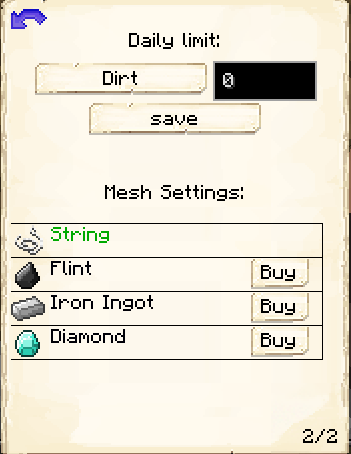 Daily limit:
Dirt 0
save
Mesh Settings:
String
Flint Buy
Iron Ingot Buy
Diamond Buy
2/2